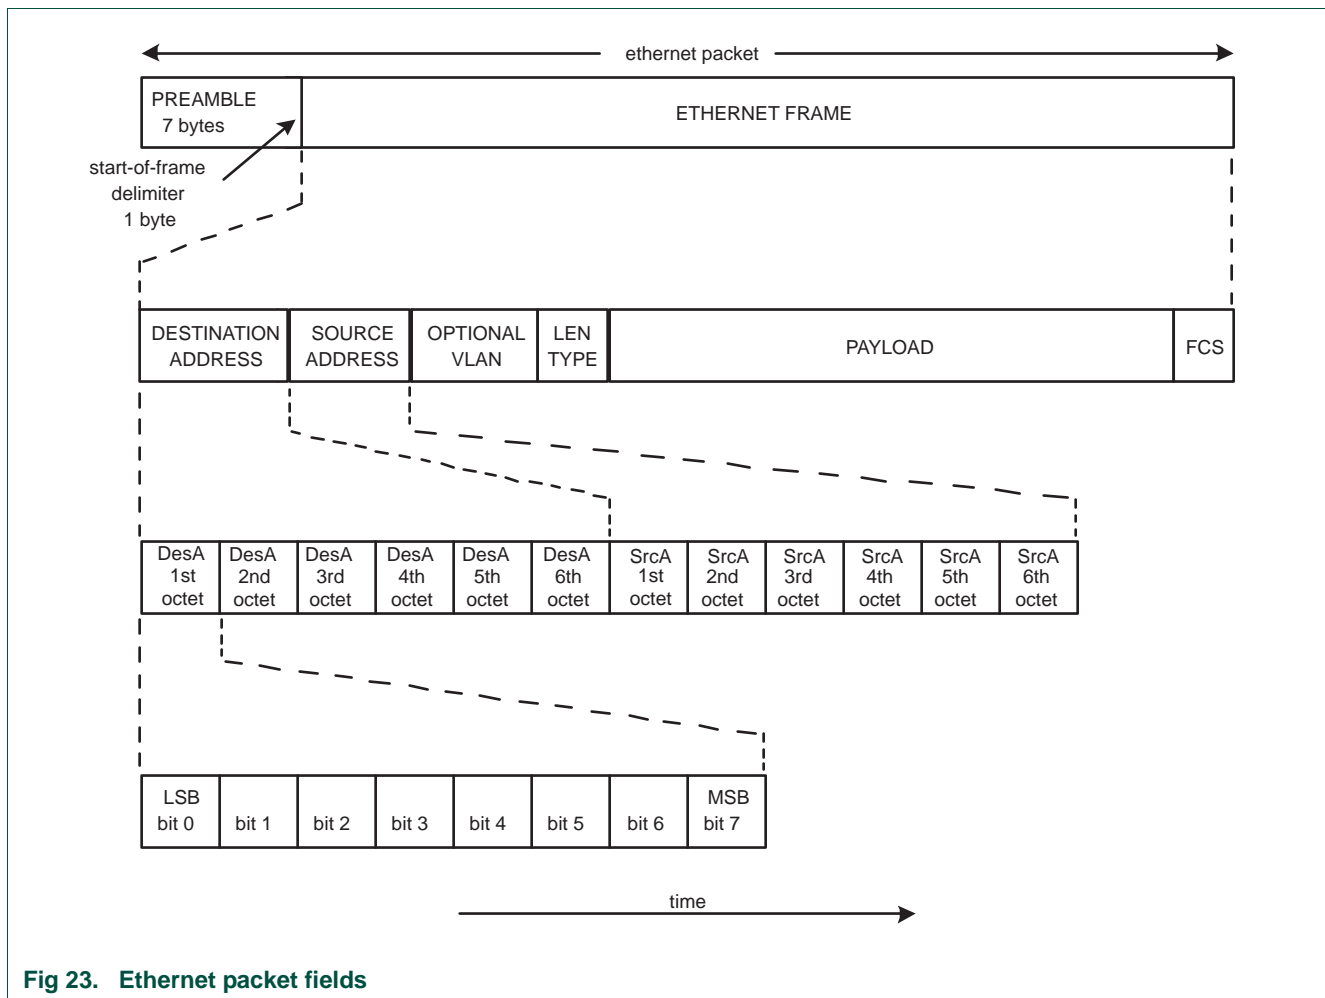 ethernet packet
PREAMBLE
7 bytes
ETHERNET FRAME
start-of-frame
delimiter
1 byte
DESTINATION
ADDRESS
SOURCE
ADDRESS
OPTIONAL
VLAN
LEN
TYPE
PAYLOAD
FCS
DesA
1st
octet
DesA
2nd
octet
DesA
3rd
octet
DesA
4th
octet
DesA
5th
octet
DesA
6th
octet
SrcA
1st
octet
SrcA
2nd
octet
SrcA
3rd
octet
SrcA
4th
octet
SrcA
5th
octet
SrcA
6th
octet
LSB
bit 0
bit 1
bit 2
bit 3
bit 4
bit 5
bit 6
MSB
bit 7
time
Fig 23. Ethernet packet fields